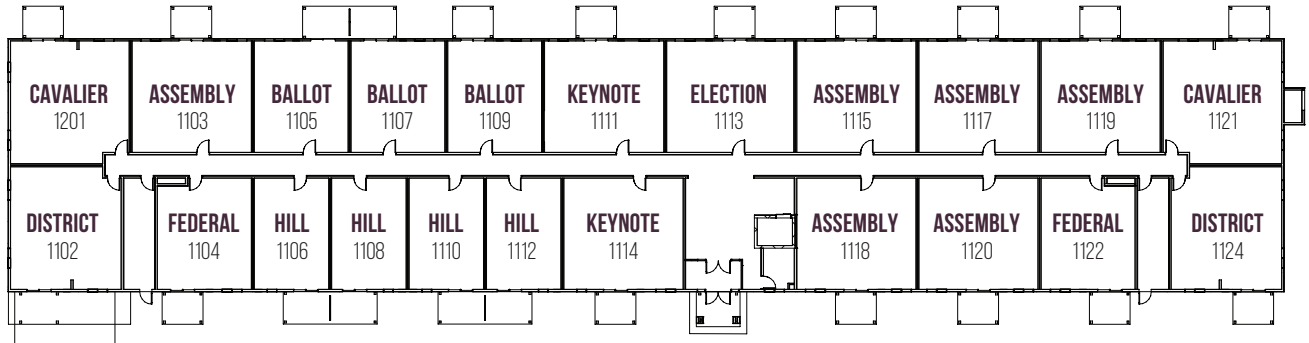 CAVALIER
1201
ASSEMBLY
1103
BALLOT
1105
BALLOT
1107
BALLOT
1109
KEYNOTE
1111
ELECTION
1113
ASSEMBLY
1115
ASSEMBLY
1117
ASSEMBLY
1119
CAVALIER
1121
DISTRICT
1102
FEDERAL
1104
HILL
1106
HILL
1108
HILL
1110
HILL
1112
KEYNOTE
1114
ASSEMBLY
1118
ASSEMBLY
1120
FEDERAL
1122
DISTRICT
1124